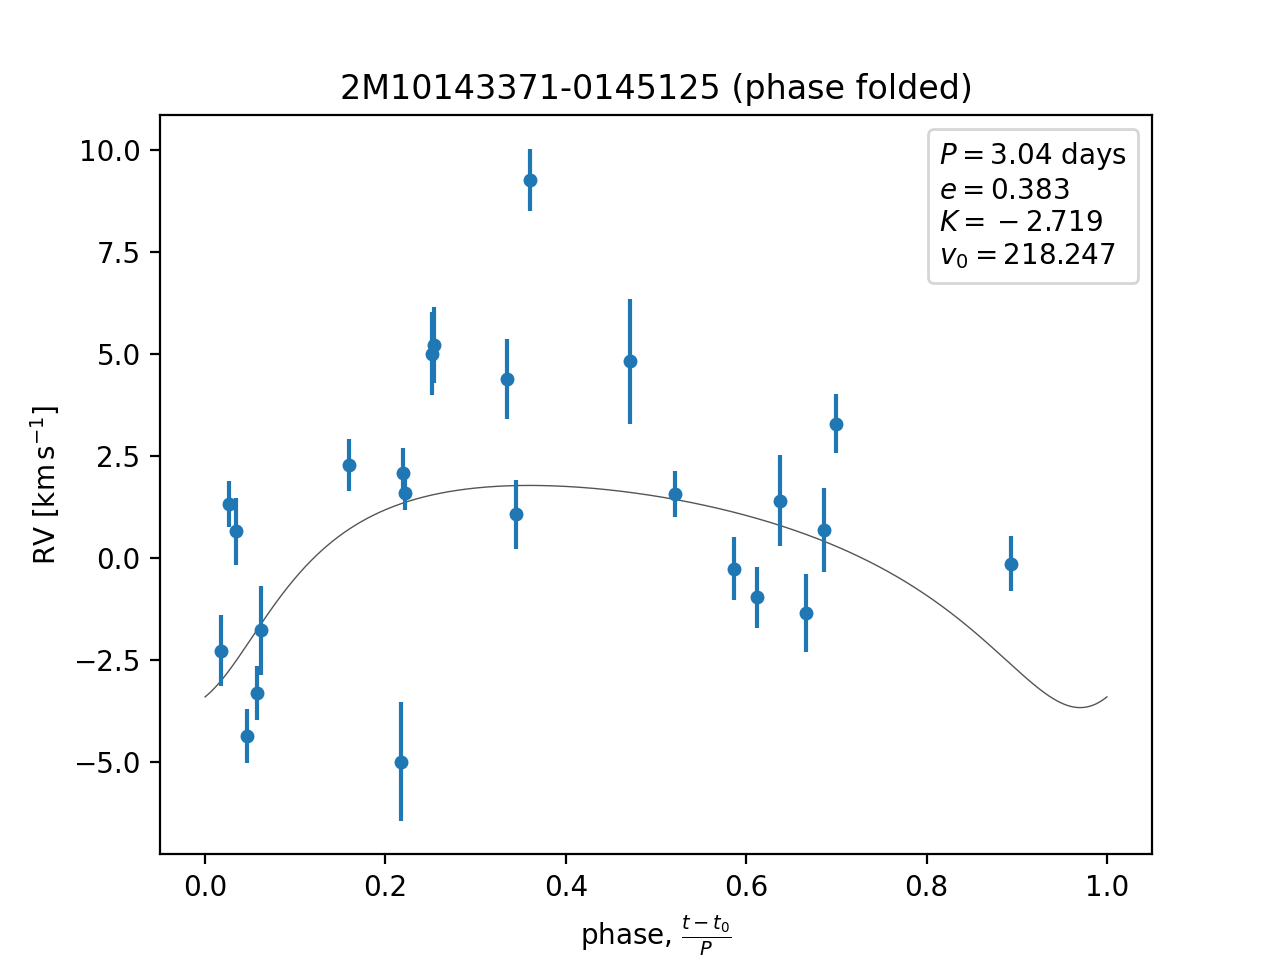 2M10143371-0145125 (phase folded)
P = 3.04 days
e = 0.383
K = −2.719
v₀ = 218.247
10.0
7.5
5.0
2.5
0.0
−2.5
−5.0
RV [km s⁻¹]
0.0 0.2 0.4 0.6 0.8 1.0
phase, (t − t₀)/P